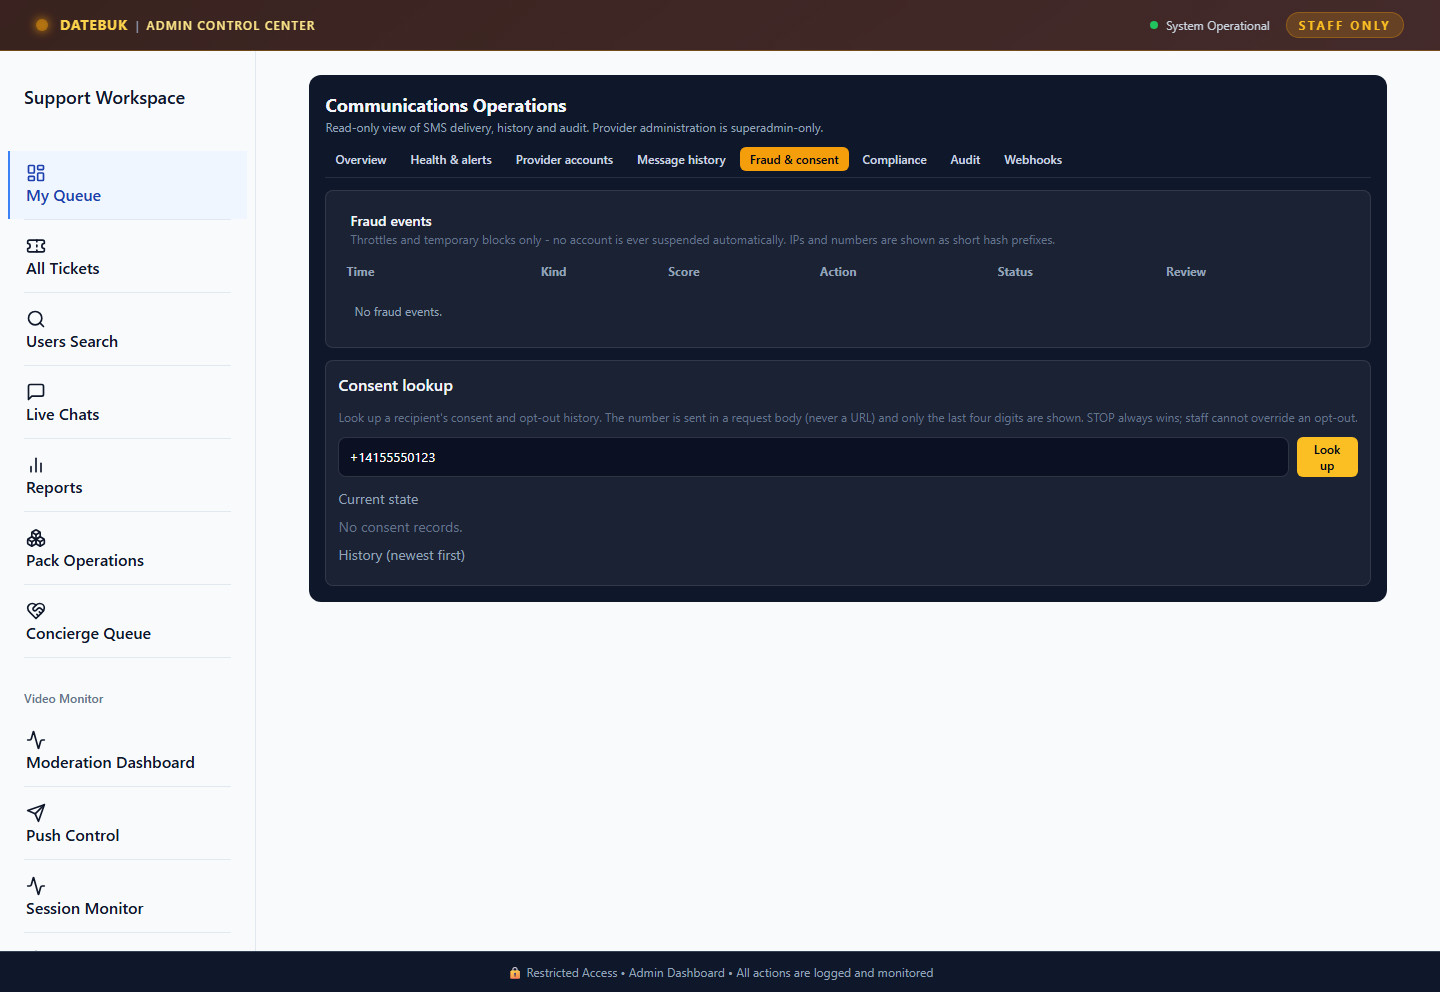 DATEBUK | ADMIN CONTROL CENTER
System Operational
STAFF ONLY
Support Workspace
My Queue
All Tickets
Users Search
Live Chats
Reports
Pack Operations
Concierge Queue
Video Monitor
Moderation Dashboard
Push Control
Session Monitor
Communications Operations
Read-only view of SMS delivery, history and audit. Provider administration is superadmin-only.
Overview Health & alerts Provider accounts Message history Fraud & consent Compliance Audit Webhooks
Fraud events
Throttles and temporary blocks only - no account is ever suspended automatically. IPs and numbers are shown as short hash prefixes.
Time Kind Score Action Status Review
No fraud events.
Consent lookup
Look up a recipient's consent and opt-out history. The number is sent in a request body (never a URL) and only the last four digits are shown. STOP always wins; staff cannot override an opt-out.
+14155550123
Look
up
Current state
No consent records.
History (newest first)
Restricted Access • Admin Dashboard • All actions are logged and monitored